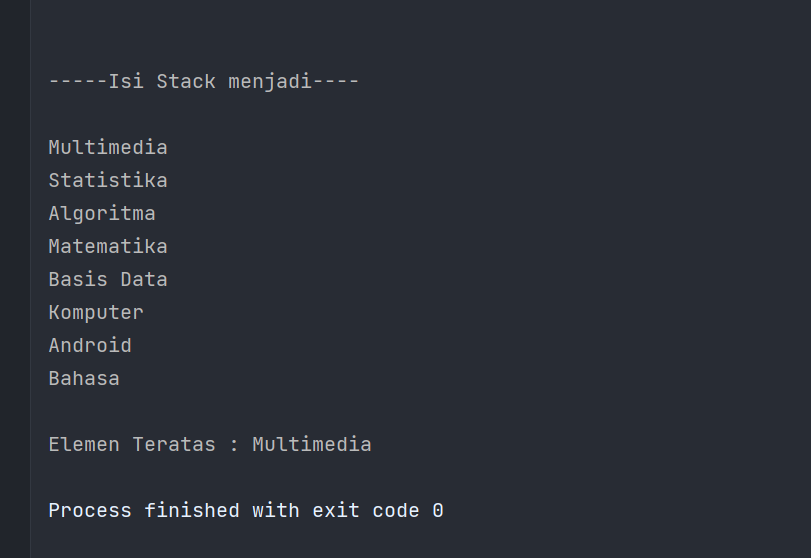 -----Isi Stack menjadi----
Multimedia
Statistika
Algoritma
Matematika
Basis Data
Komputer
Android
Bahasa
Elemen Teratas : Multimedia
Process finished with exit code 0